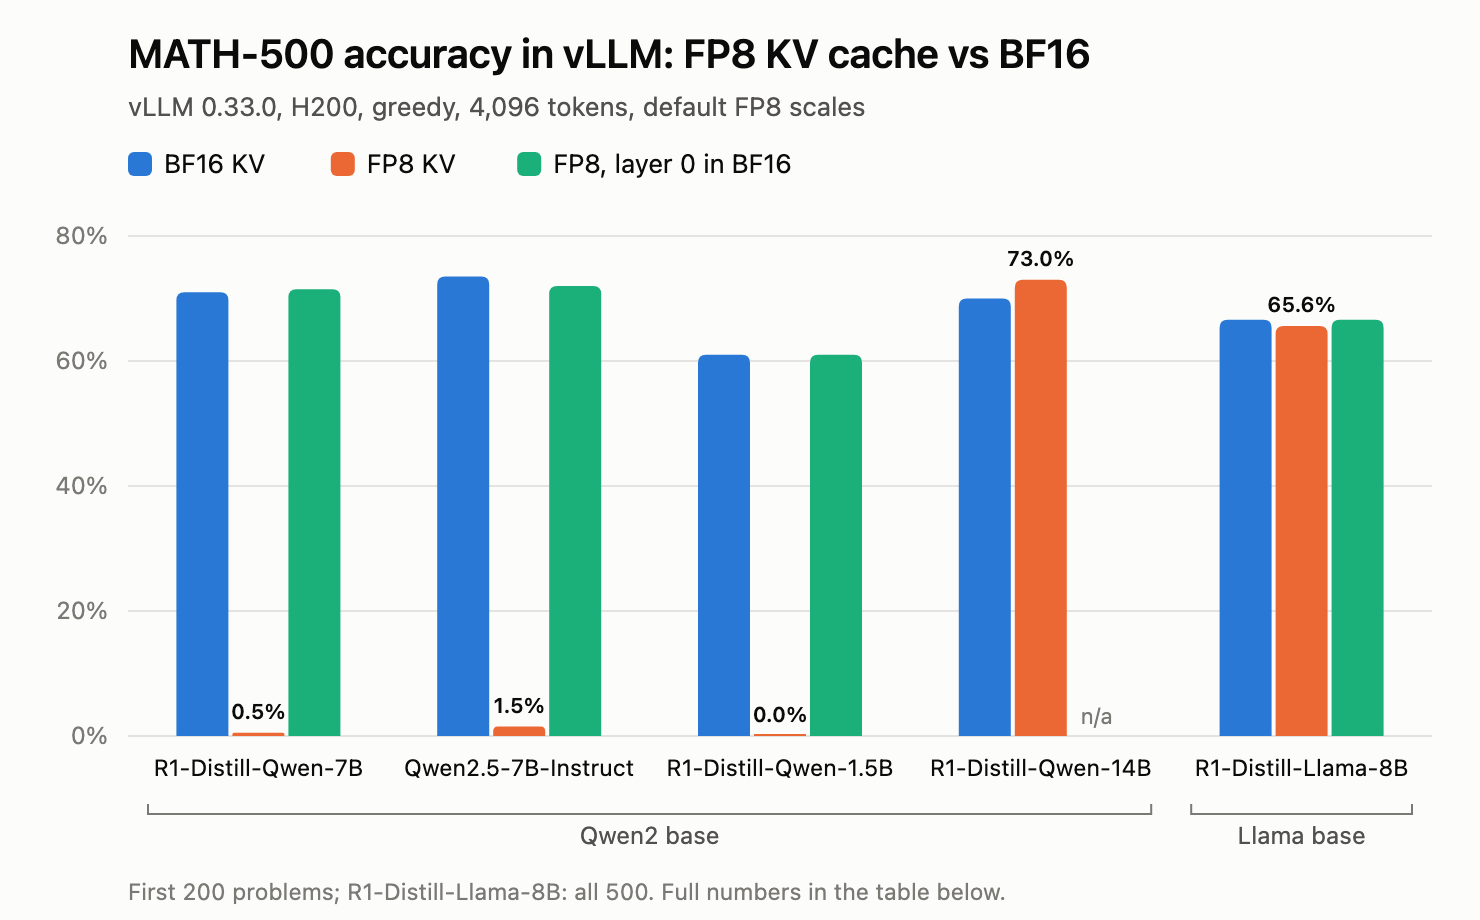 MATH-500 accuracy in vLLM: FP8 KV cache vs BF16
vLLM 0.33.0, H200, greedy, 4,096 tokens, default FP8 scales
BF16 KV
FP8 KV
FP8, layer 0 in BF16
80%
60%
40%
20%
0%
0.5%
1.5%
0.0%
73.0%
n/a
65.6%
R1-Distill-Qwen-7B
Qwen2.5-7B-Instruct
R1-Distill-Qwen-1.5B
R1-Distill-Qwen-14B
R1-Distill-Llama-8B
Qwen2 base
Llama base
First 200 problems; R1-Distill-Llama-8B: all 500. Full numbers in the table below.